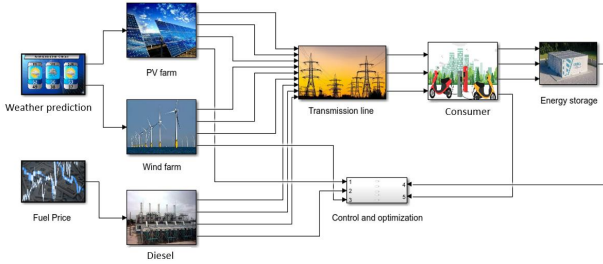 PV farm
Weather prediction
Transmission line
Consumer
Energy storage
Wind farm
1
2
3
4
5
Fuel Price
Control and optimization
Diesel